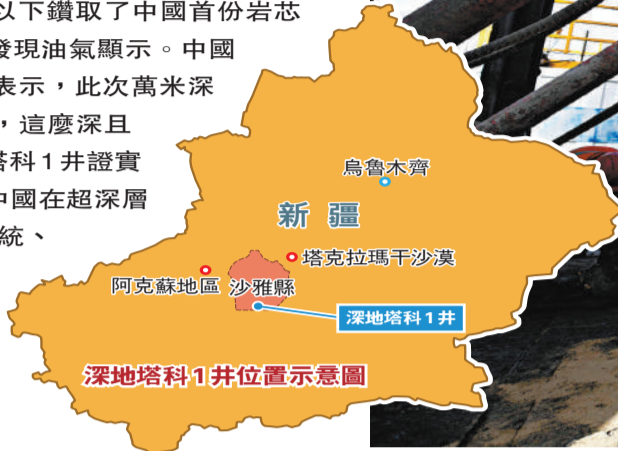 以下鑽取了中國首份岩芯
發現油氣顯示。中國
表示，此次萬米深
，這麼深且
塔科1井證實
中國在超深層
統、
烏魯木齊
新疆
塔克拉瑪干沙漠
阿克蘇地區
沙雅縣
深地塔科1井
深地塔科1井位置示意圖